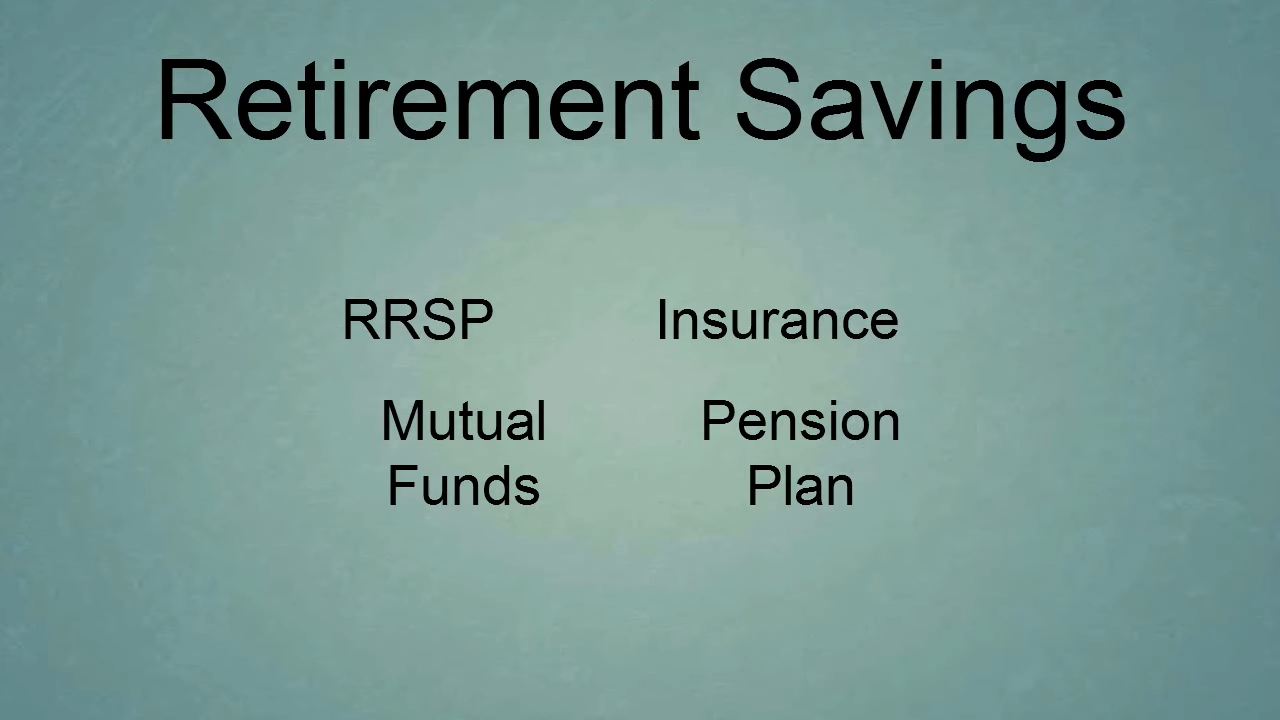 Retirement Savings
RRSP
Insurance
Mutual
Funds
Pension
Plan